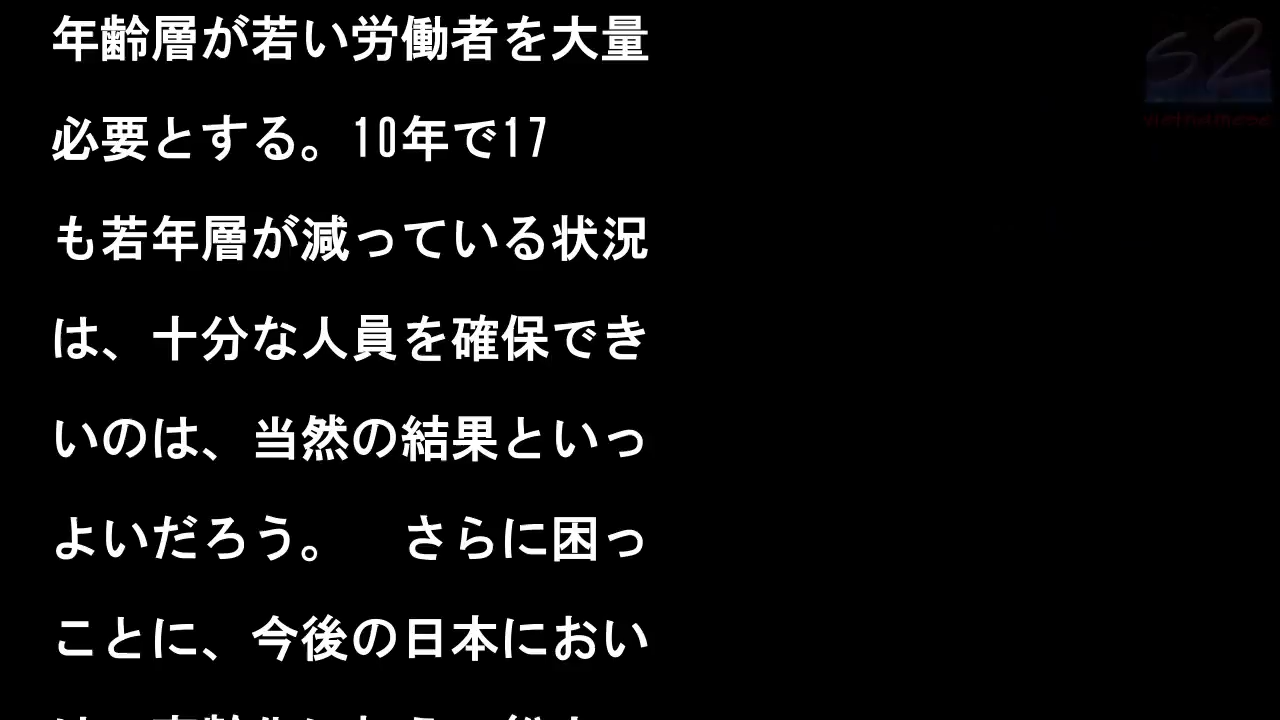 年齢層が若い労働者を大量
必要とする。10年で17
も若年層が減っている状況
は、十分な人員を確保でき
いのは、当然の結果といっ
よいだろう。　さらに困っ
ことに、今後の日本におい
S2